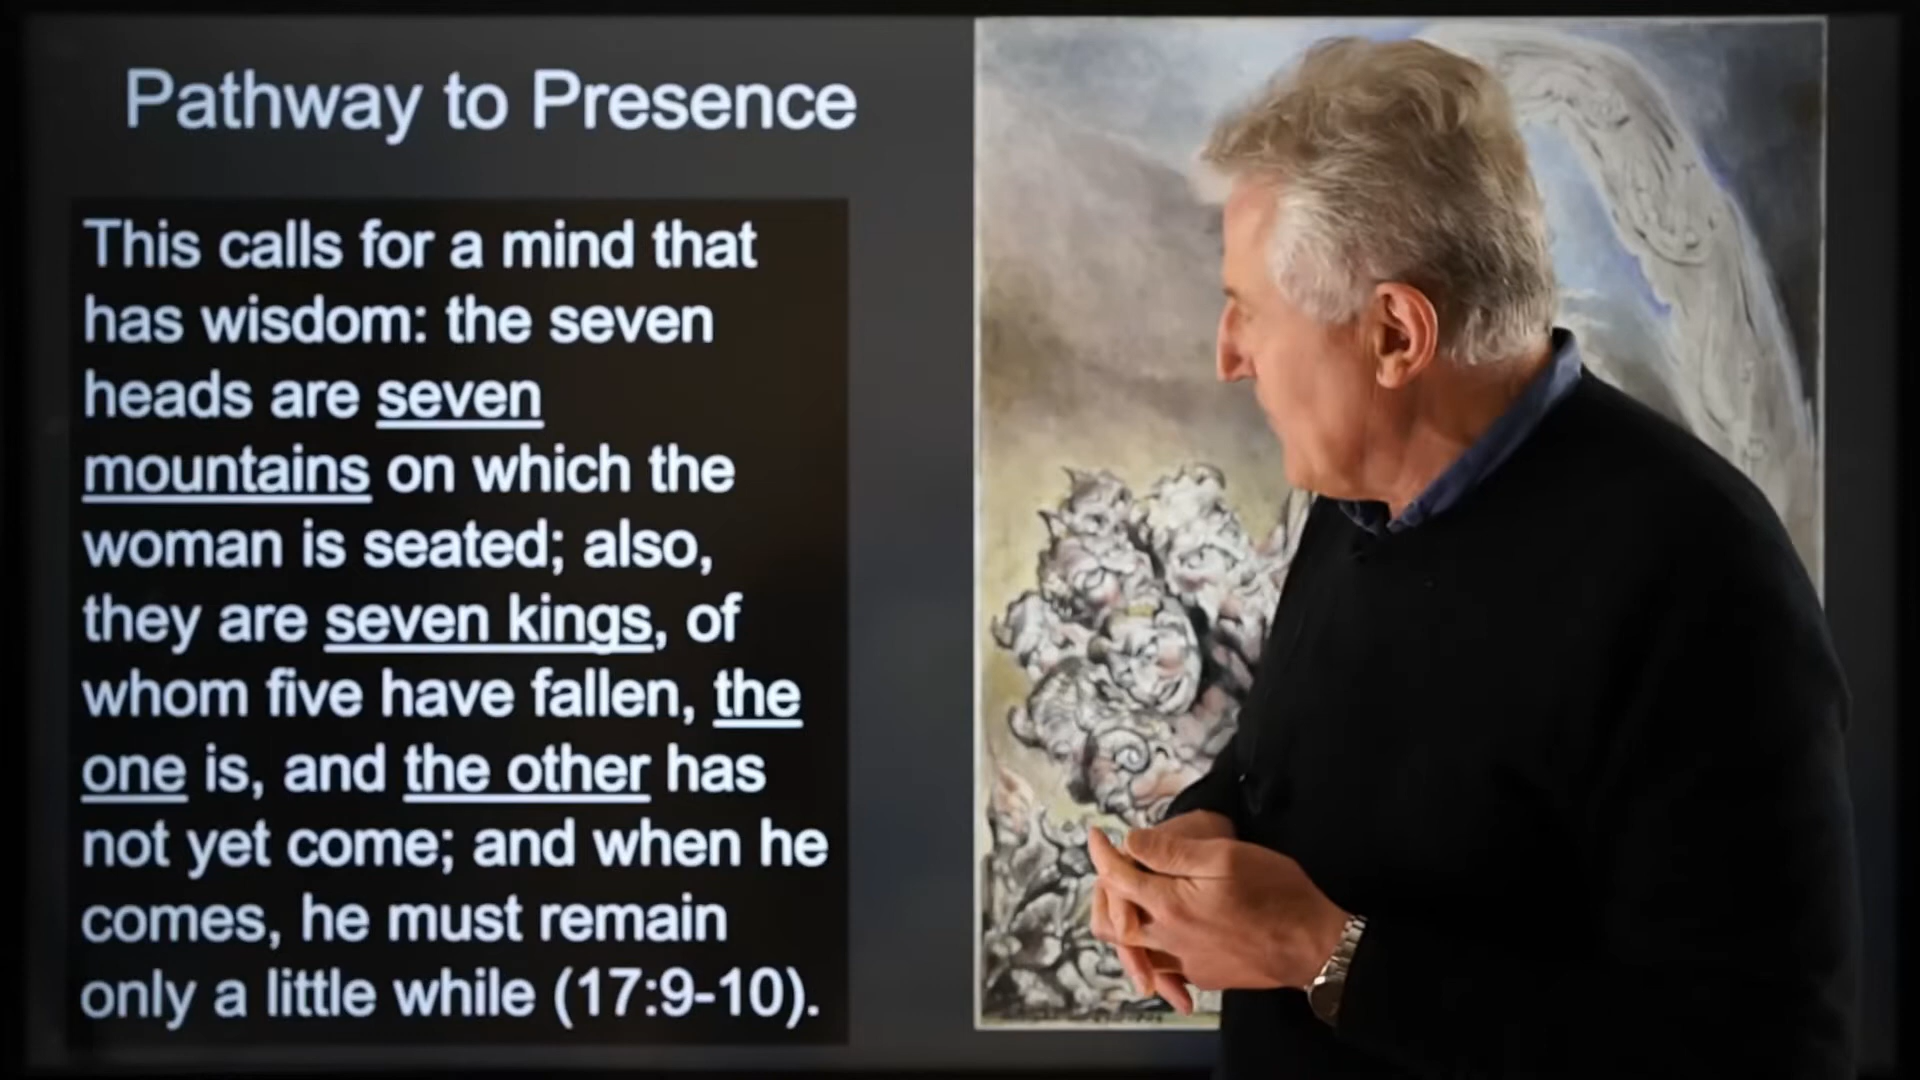 Pathway to Presence
This calls for a mind that
has wisdom: the seven
heads are seven
mountains on which the
woman is seated; also,
they are seven kings, of
whom five have fallen, the
one is, and the other has
not yet come; and when he
comes, he must remain
only a little while (17:9-10).